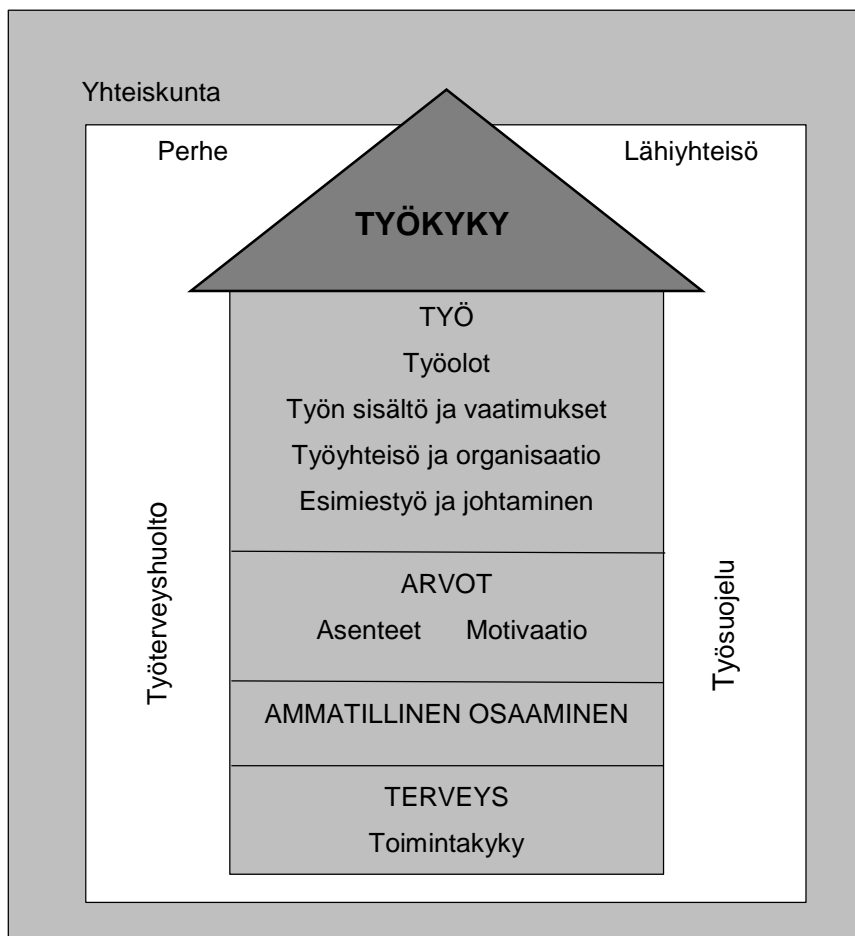 Yhteiskunta
Perhe
Lähiyhteisö
TYÖKYKY
TYÖ
Työolot
Työn sisältö ja vaatimukset
Työyhteisö ja organisaatio
Esimiestyö ja johtaminen
Työterveyshuolto
Työsuojelu
ARVOT
Asenteet Motivaatio
AMMATILLINEN OSAAMINEN
TERVEYS
Toimintakyky